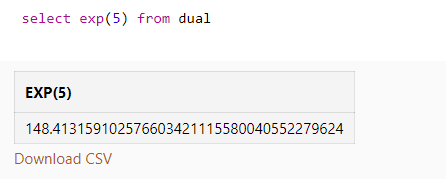 select exp(5) from dual
EXP(5)
148.413159102576603421115580040552279624
Download CSV